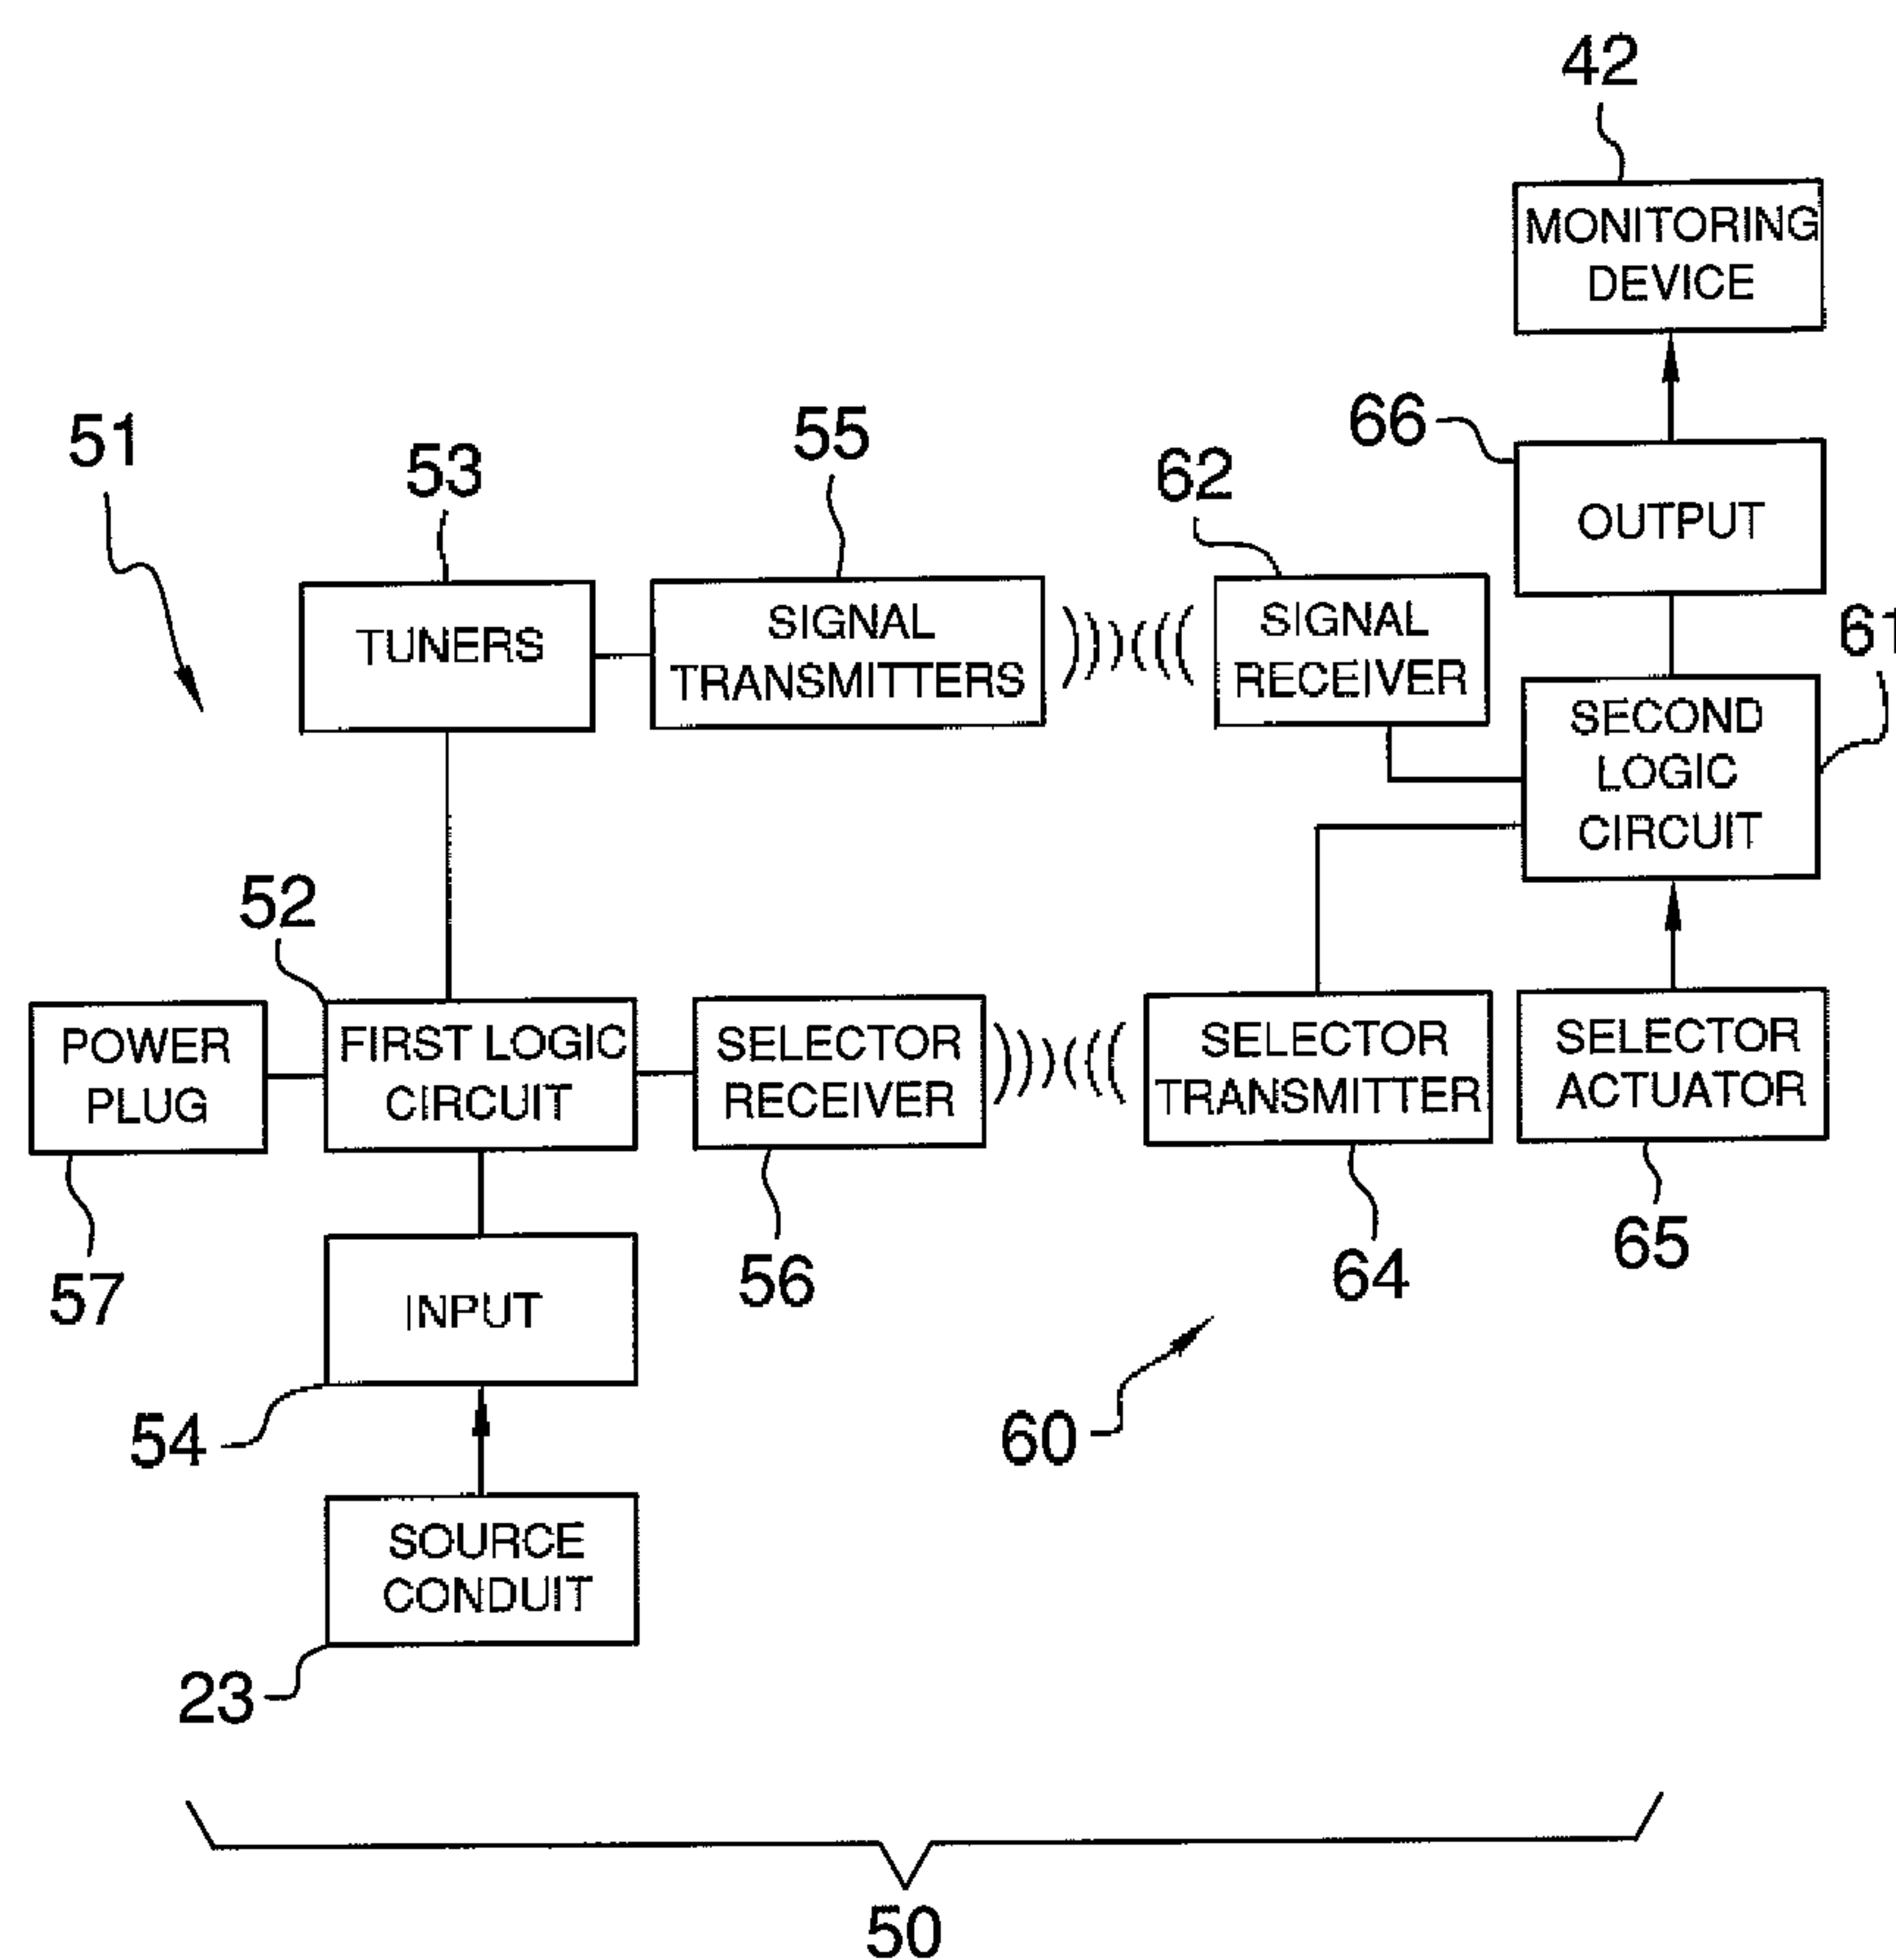 42
MONITORING
DEVICE
51
53
55
62
66
OUTPUT
TUNERS
SIGNAL
TRANSMITTERS
SIGNAL
RECEIVER
61
SECOND
LOGIC
CIRCUIT
52
POWER
PLUG
FIRST LOGIC
CIRCUIT
SELECTOR
RECEIVER
SELECTOR
TRANSMITTER
SELECTOR
ACTUATOR
57
56
64
65
INPUT
54
60
SOURCE
CONDUIT
23
50